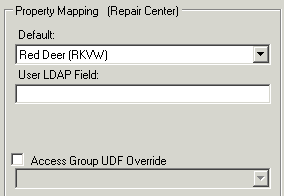 Property Mapping (Repair Center)
Default:
Red Deer (RKVW)
User LDAP Field:
Access Group UDF Override